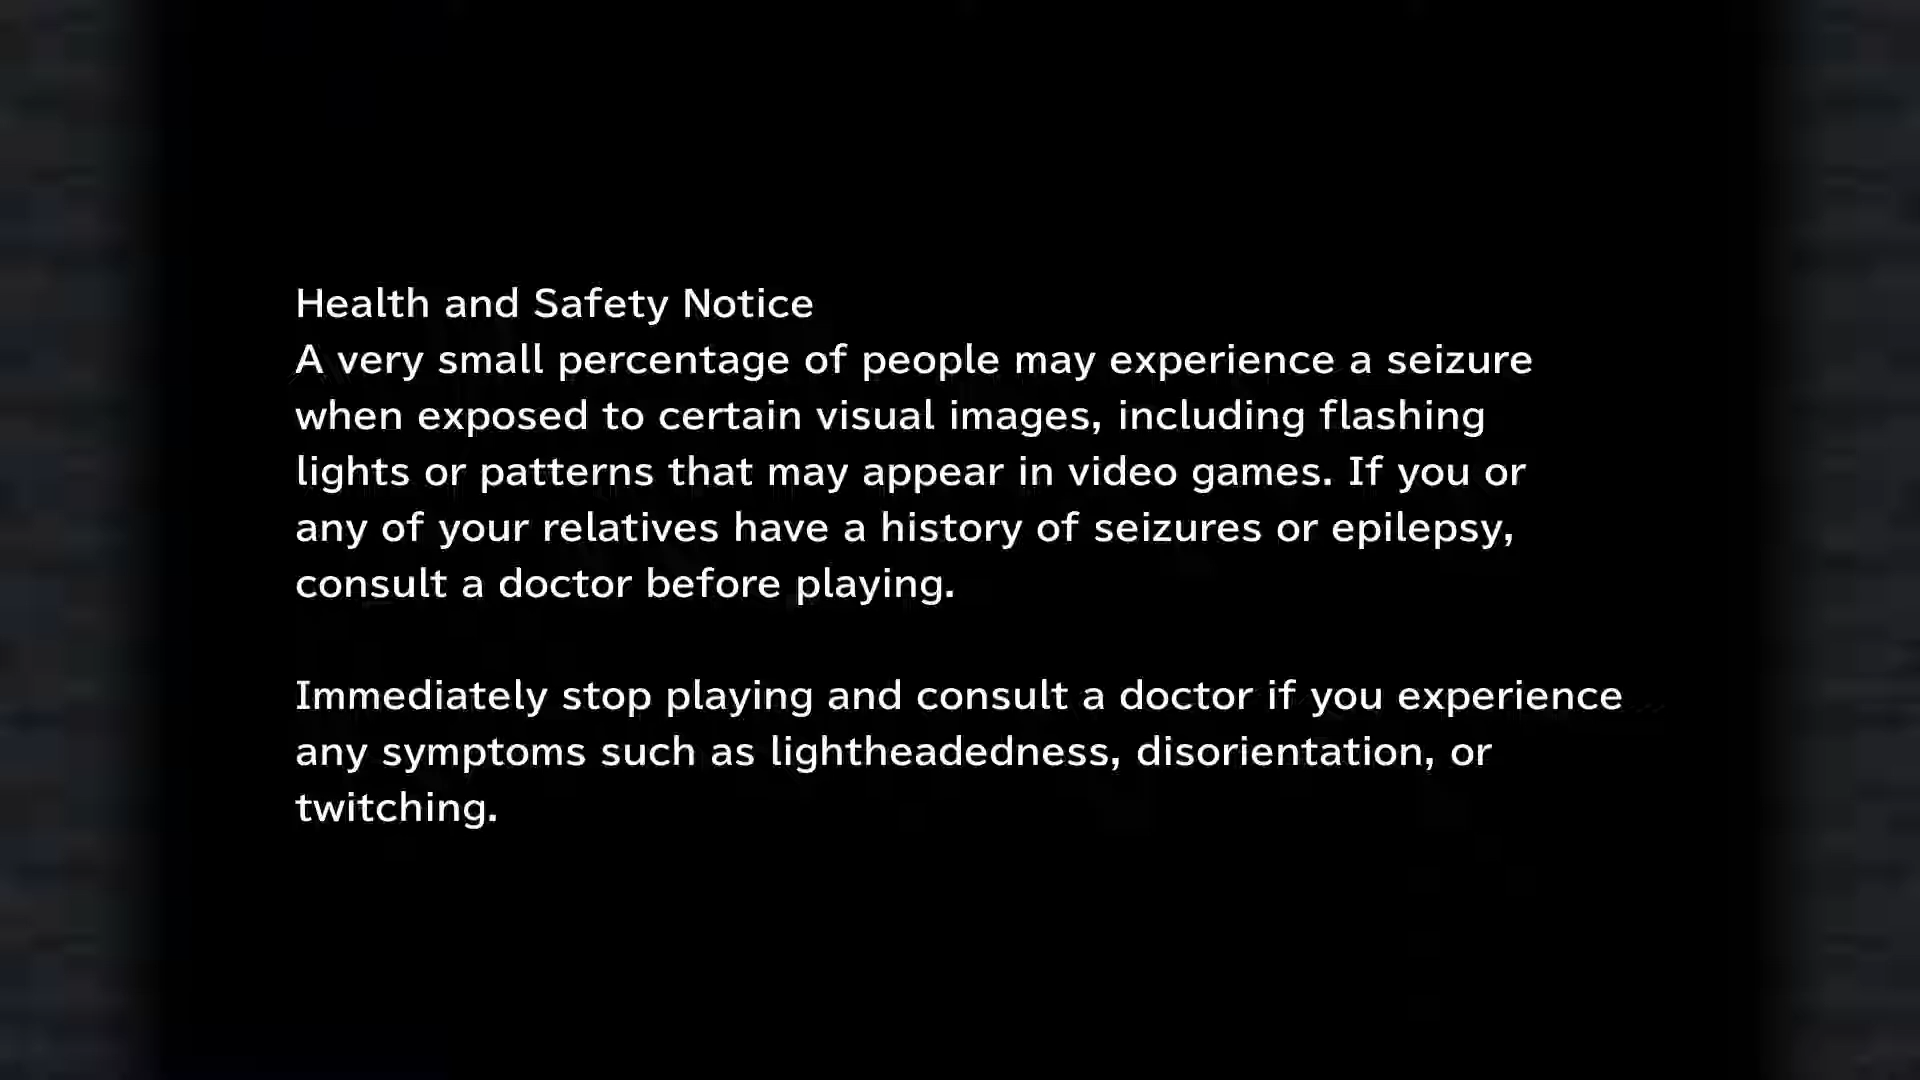 Health and Safety Notice
A very small percentage of people may experience a seizure
when exposed to certain visual images, including flashing
lights or patterns that may appear in video games. If you or
any of your relatives have a history of seizures or epilepsy,
consult a doctor before playing.
Immediately stop playing and consult a doctor if you experience
any symptoms such as lightheadedness, disorientation, or
twitching.